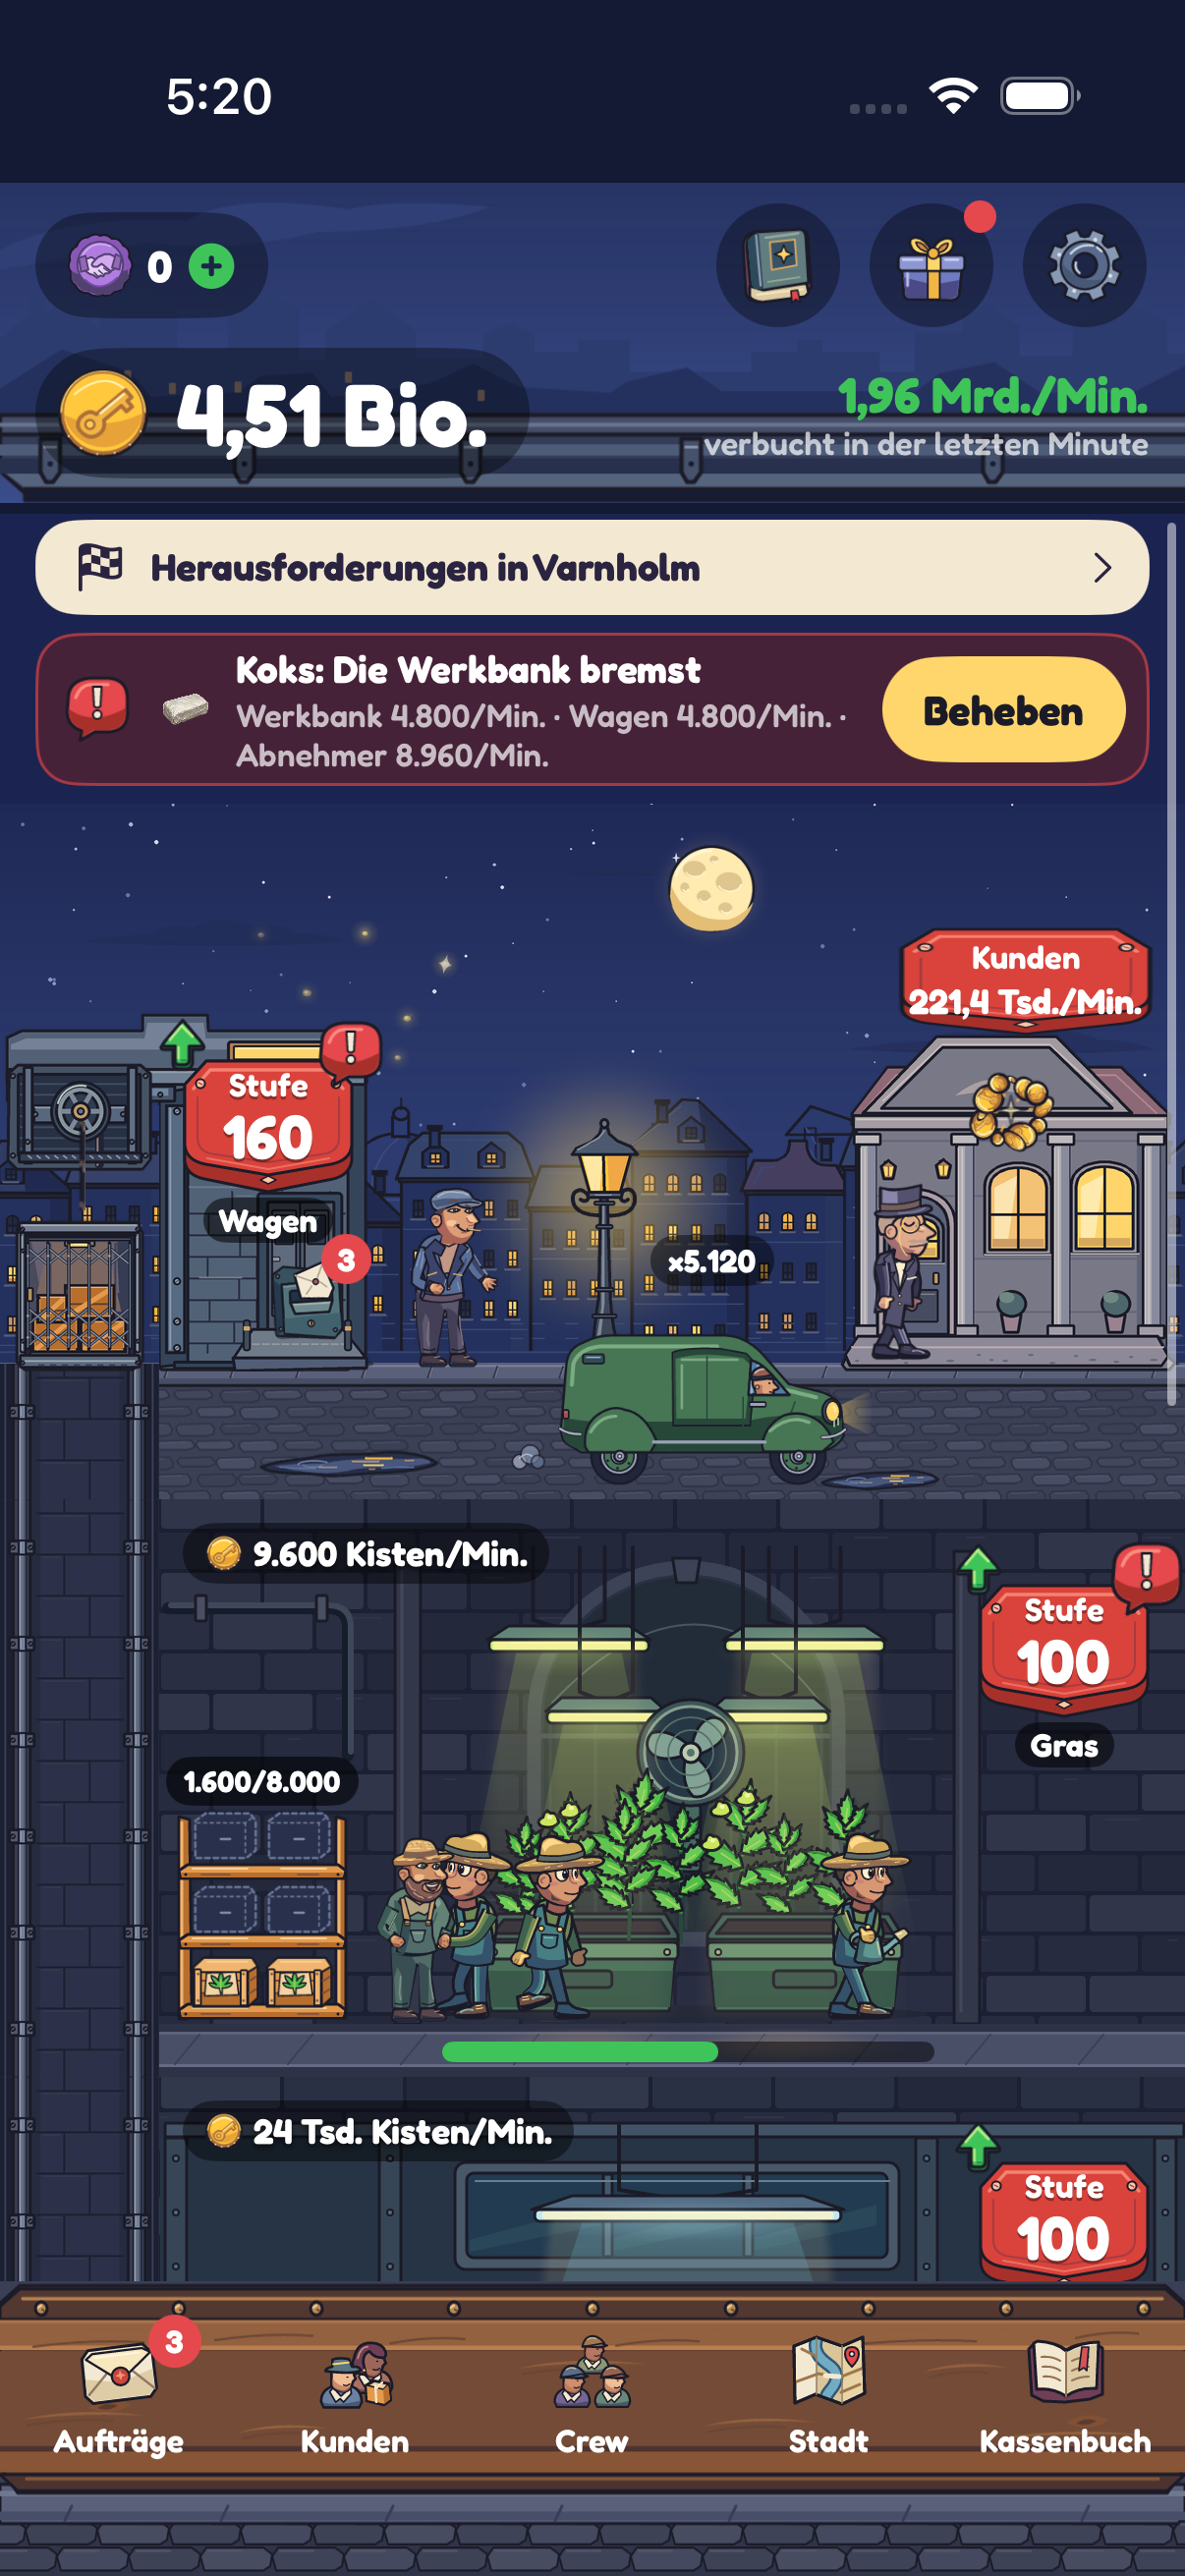 5:20
0
4,51 Bio.
1,96 Mrd./Min.
verbucht in der letzten Minute
Herausforderungen in Varnholm
Koks: Die Werkbank bremst
Werkbank 4.800/Min. · Wagen 4.800/Min. ·
Abnehmer 8.960/Min.
Beheben
Kunden
221,4 Tsd./Min.
Stufe
160
Wagen
3
×5.120
9.600 Kisten/Min.
Stufe
100
Gras
1.600/8.000
24 Tsd. Kisten/Min.
Stufe
100
3
Aufträge
Kunden
Crew
Stadt
Kassenbuch